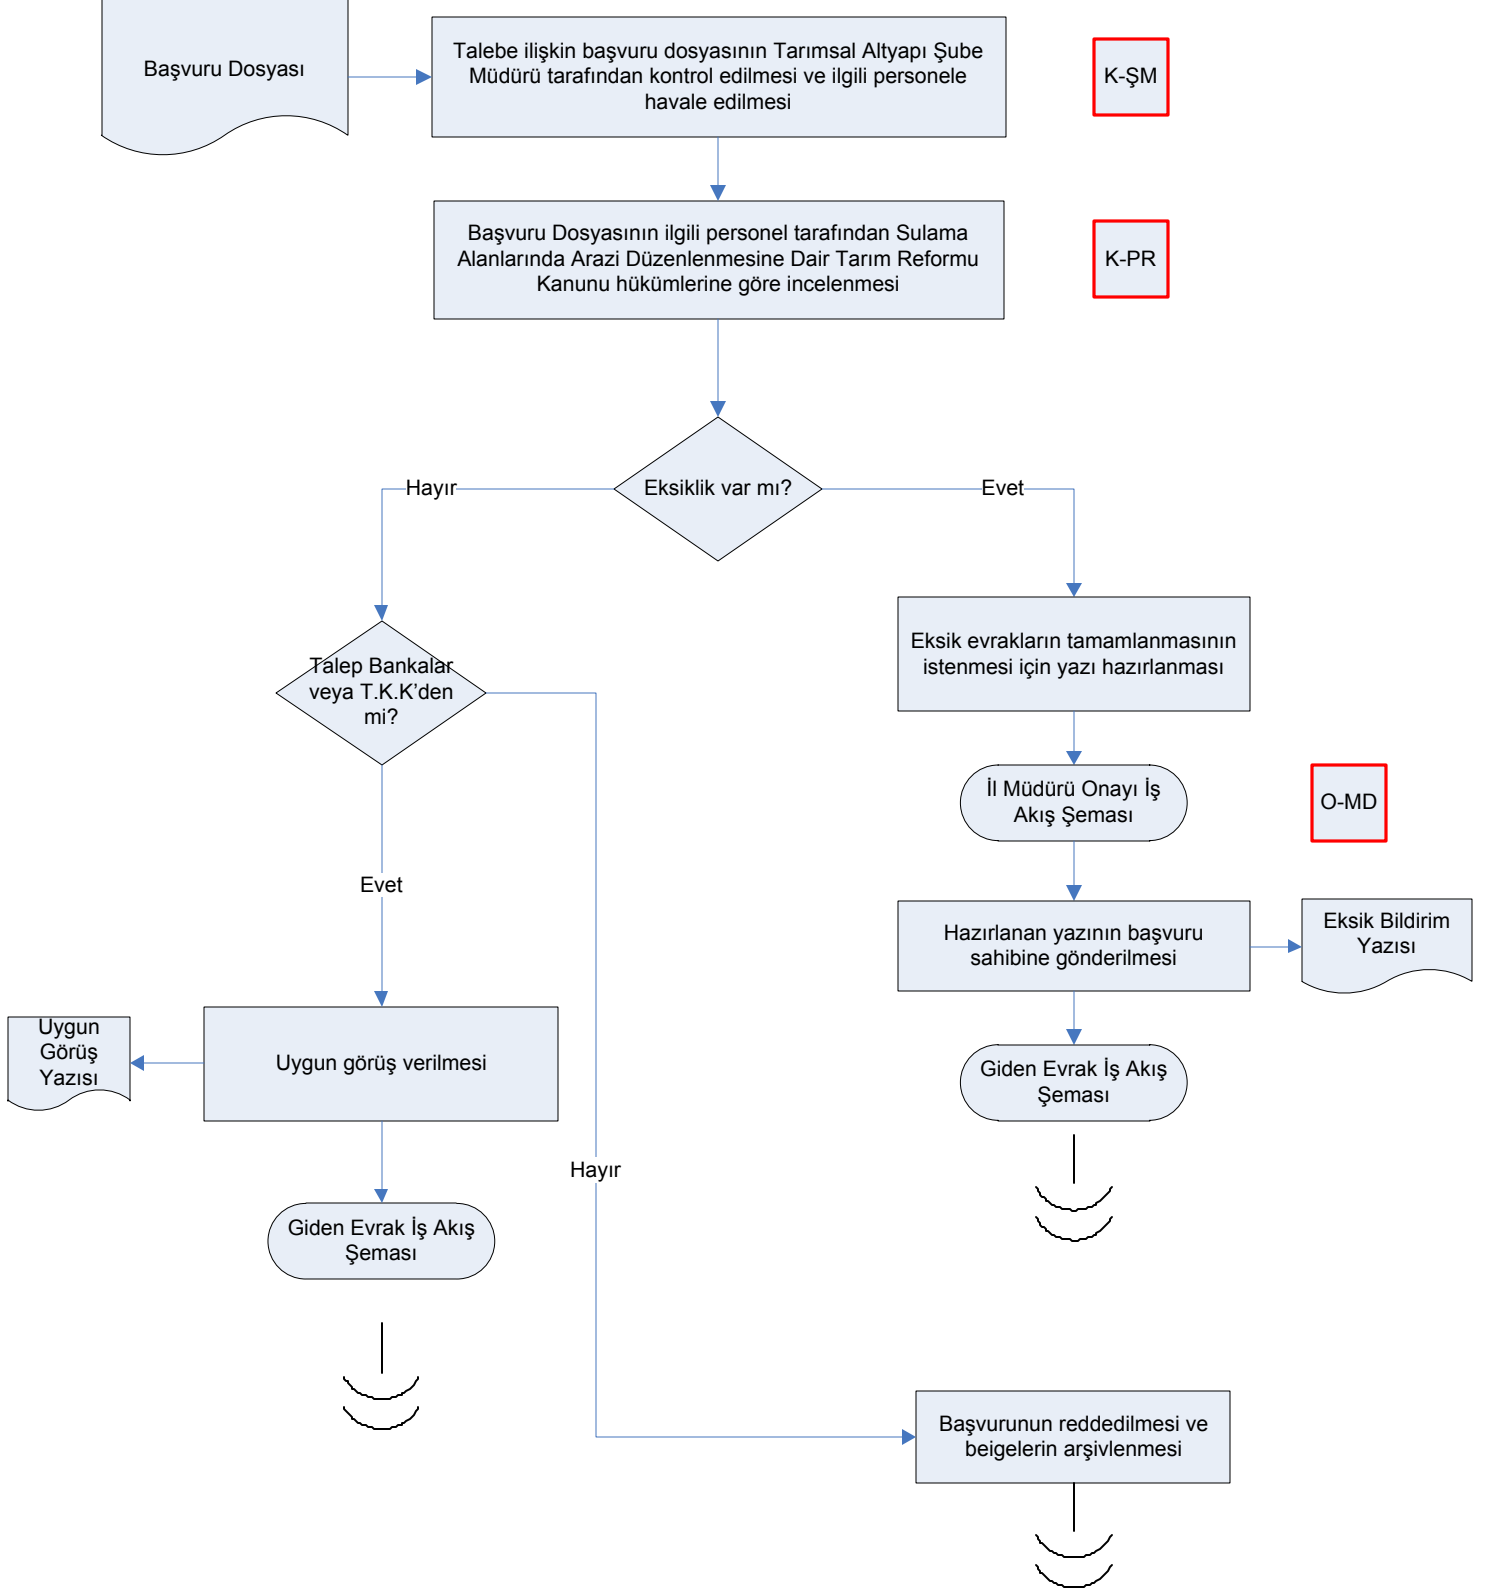 Başvuru Dosyası
Talebe ilişkin başvuru dosyasının Tarımsal Altyapı Şube
Müdürü tarafından kontrol edilmesi ve ilgili personele
havale edilmesi
K-ŞM
Başvuru Dosyasının ilgili personel tarafından Sulama
Alanlarında Arazi Düzenlenmesine Dair Tarım Reformu
Kanunu hükümlerine göre incelenmesi
K-PR
Hayır
Eksiklik var mı?
Evet
Talep Bankalar
veya T.K.K’den
mi?
Eksik evrakların tamamlanmasının
istenmesi için yazı hazırlanması
İl Müdürü Onayı İş
Akış Şeması
O-MD
Evet
Hazırlanan yazının başvuru
sahibine gönderilmesi
Eksik Bildirim
Yazısı
Uygun
Görüş
Yazısı
Uygun görüş verilmesi
Giden Evrak İş Akış
Şeması
Hayır
Giden Evrak İş Akış
Şeması
Başvurunun reddedilmesi ve
beigelerin arşivlenmesi